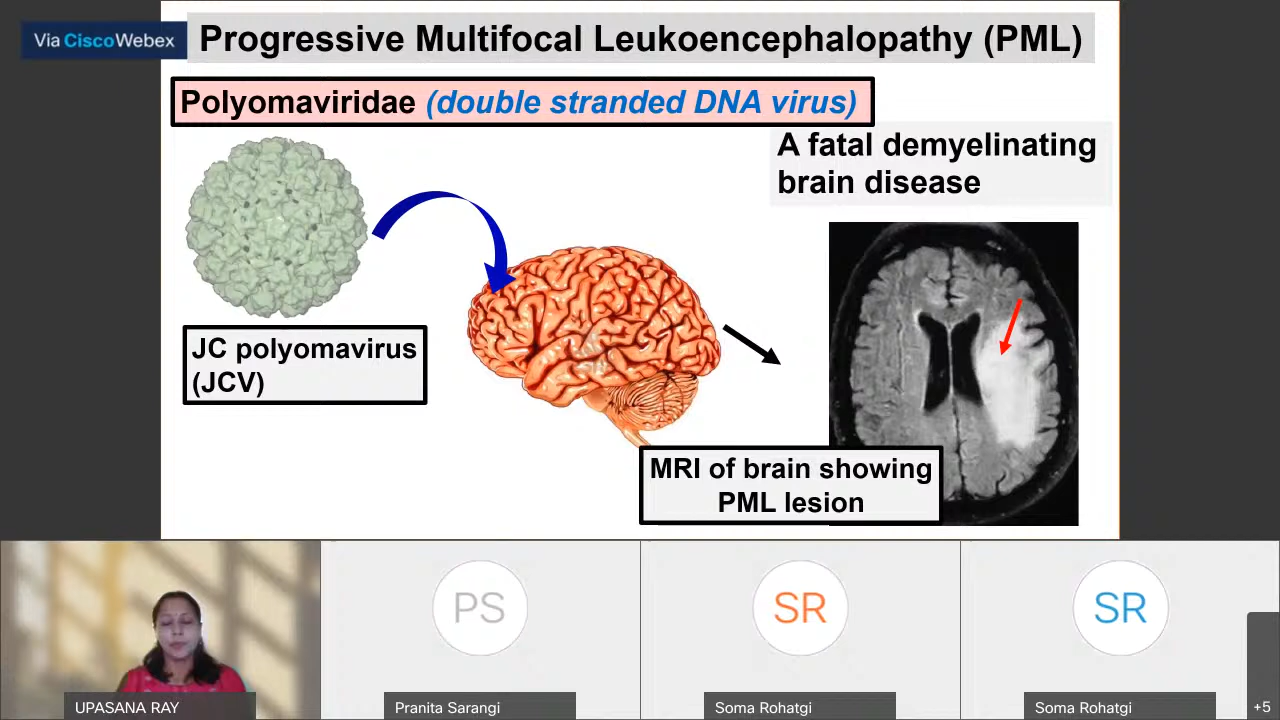 Via Cisco Webex
Progressive Multifocal Leukoencephalopathy (PML)
Polyomaviridae (double stranded DNA virus)
A fatal demyelinating
brain disease
JC polyomavirus
(JCV)
MRI of brain showing
PML lesion
PS
SR
SR
UPASANA RAY
Pranita Sarangi
Soma Rohatgi
Soma Rohatgi
+5